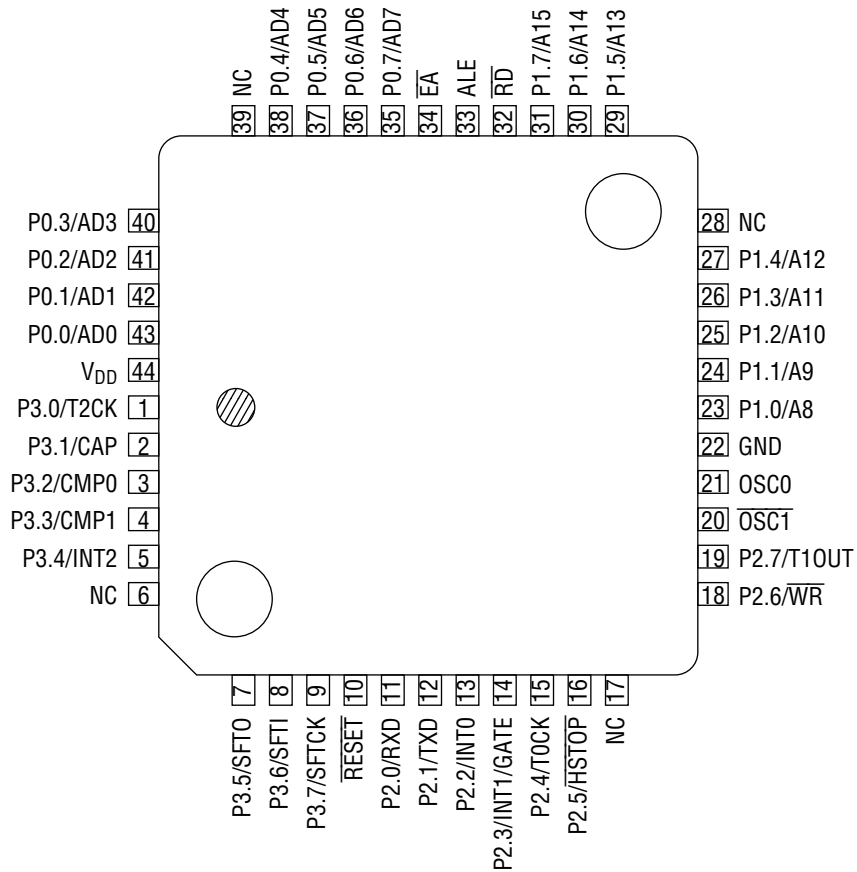 NC P0.4/AD4 P0.5/AD5 P0.6/AD6 P0.7/AD7 E̅A̅ ALE R̅D̅ P1.7/A15 P1.6/A14 P1.5/A13
39 38 37 36 35 34 33 32 31 30 29
P0.3/AD3 40
P0.2/AD2 41
P0.1/AD1 42
P0.0/AD0 43
VDD 44
P3.0/T2CK 1
P3.1/CAP 2
P3.2/CMP0 3
P3.3/CMP1 4
P3.4/INT2 5
NC 6
28 NC
27 P1.4/A12
26 P1.3/A11
25 P1.2/A10
24 P1.1/A9
23 P1.0/A8
22 GND
21 OSC0
20 O̅S̅C̅1̅
19 P2.7/T1OUT
18 P2.6/W̅R̅
7 8 9 10 11 12 13 14 15 16 17
P3.5/SFTO P3.6/SFTI P3.7/SFTCK R̅E̅S̅E̅T̅ P2.0/RXD P2.1/TXD P2.2/INT0 P2.3/INT1/GATE P2.4/T0CK P2.5/H̅S̅T̅O̅P̅ NC